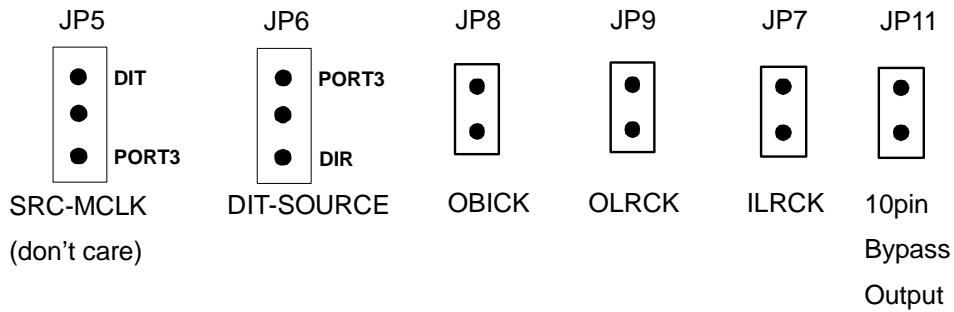 JP5 JP6 JP8 JP9 JP7 JP11
DIT PORT3
PORT3 DIR
SRC-MCLK DIT-SOURCE OBICK OLRCK ILRCK 10pin
(don't care) Bypass
Output